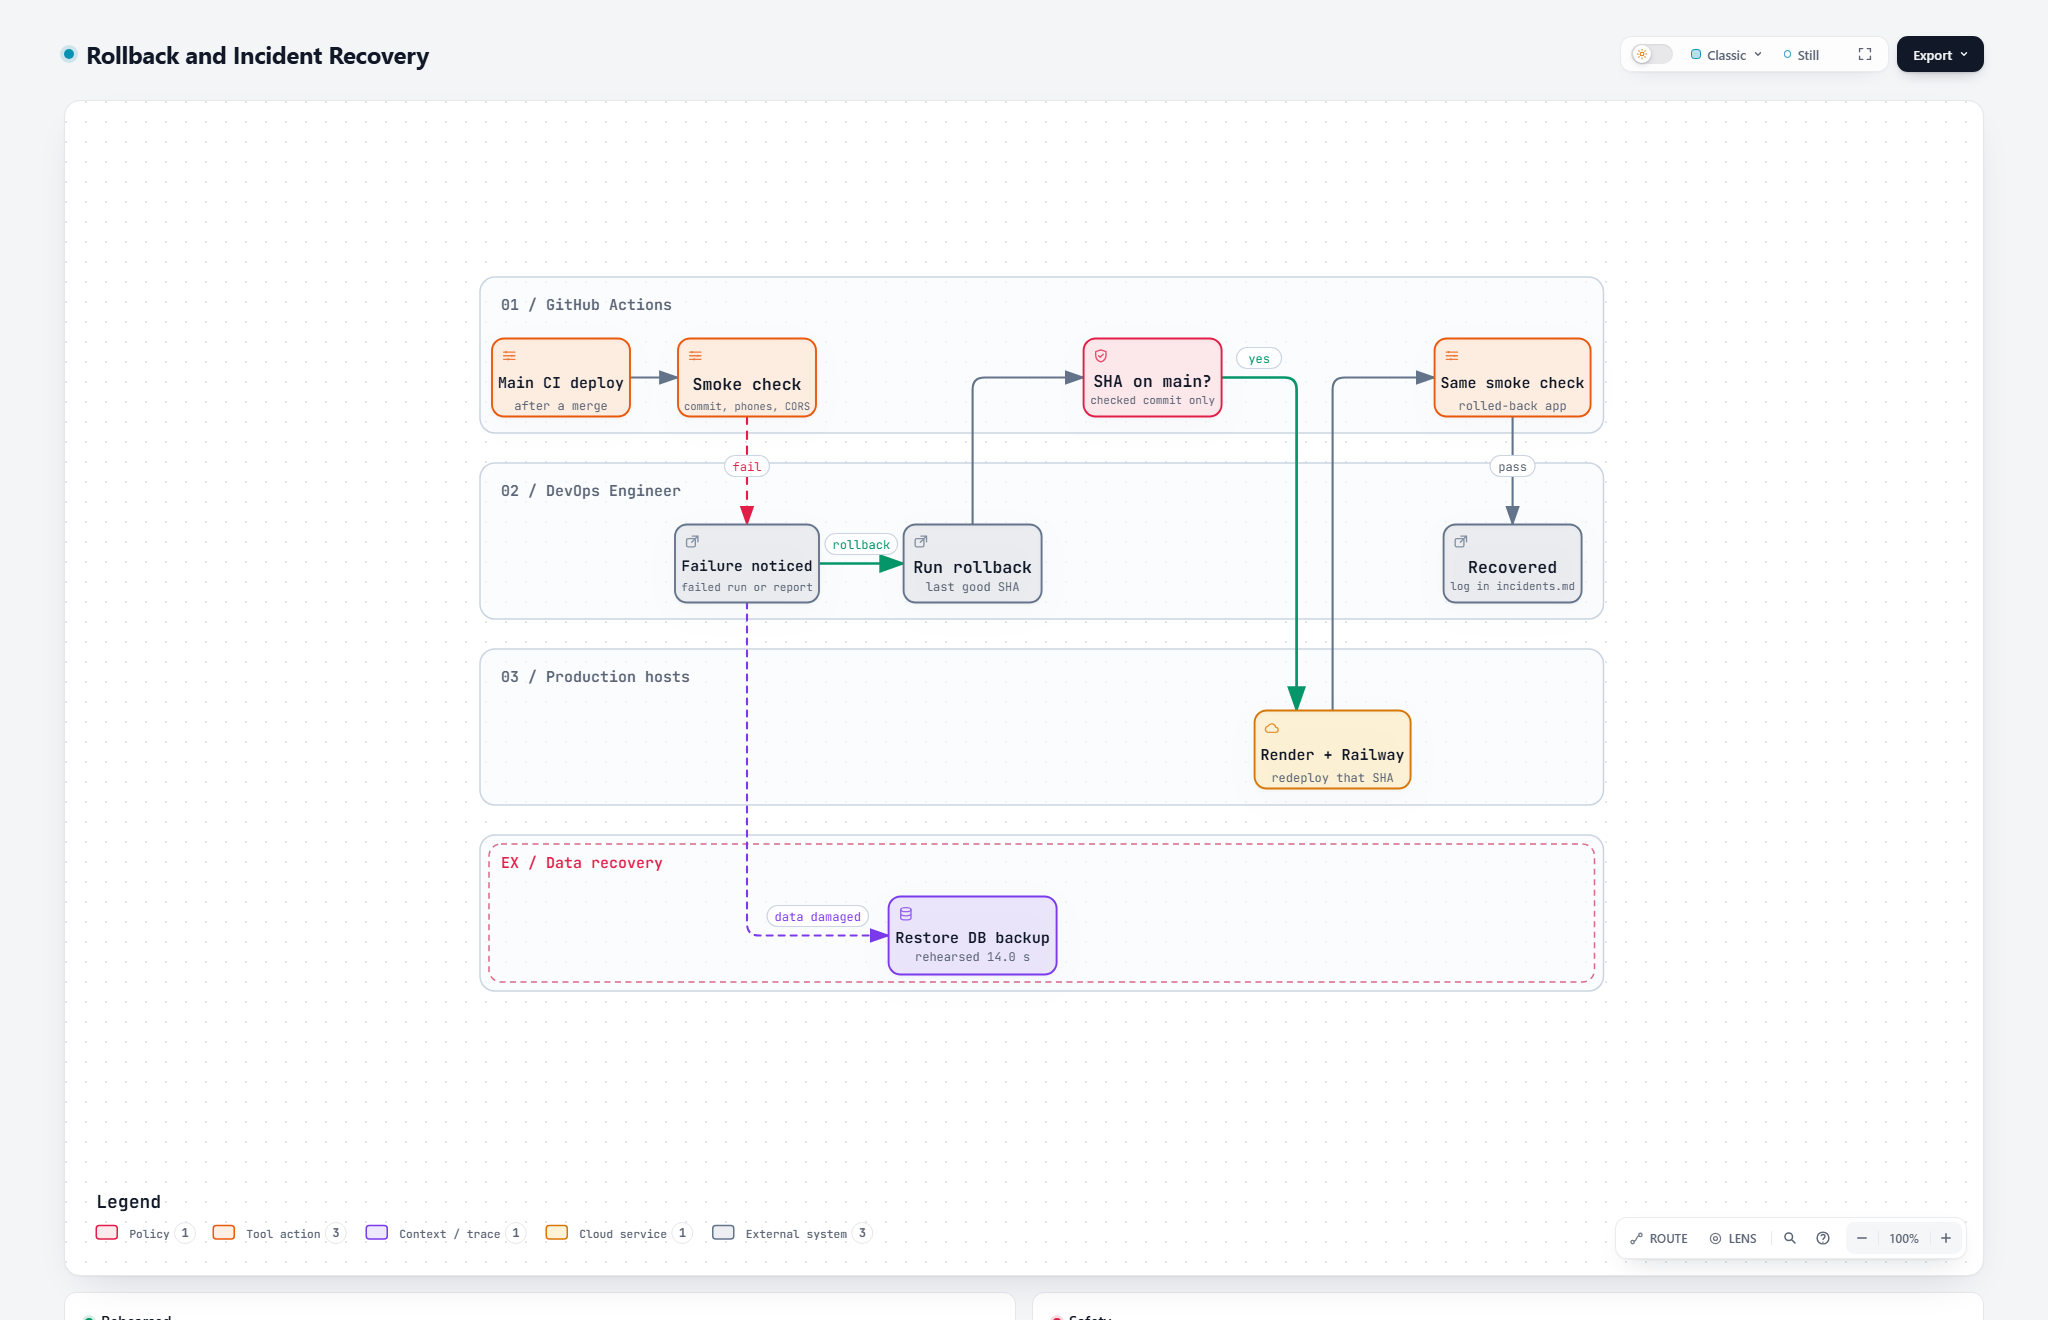 Rollback and Incident Recovery
Classic
Still
Export
01 / GitHub Actions
Main CI deploy
after a merge
Smoke check
commit, phones, CORS
SHA on main?
checked commit only
yes
Same smoke check
rolled-back app
fail
pass
02 / DevOps Engineer
Failure noticed
failed run or report
rollback
Run rollback
last good SHA
Recovered
log in incidents.md
03 / Production hosts
Render + Railway
redeploy that SHA
EX / Data recovery
data damaged
Restore DB backup
rehearsed 14.0 s
Legend
Policy 1
Tool action 3
Context / trace 1
Cloud service 1
External system 3
ROUTE
LENS
100%
Rehearsed
Safety